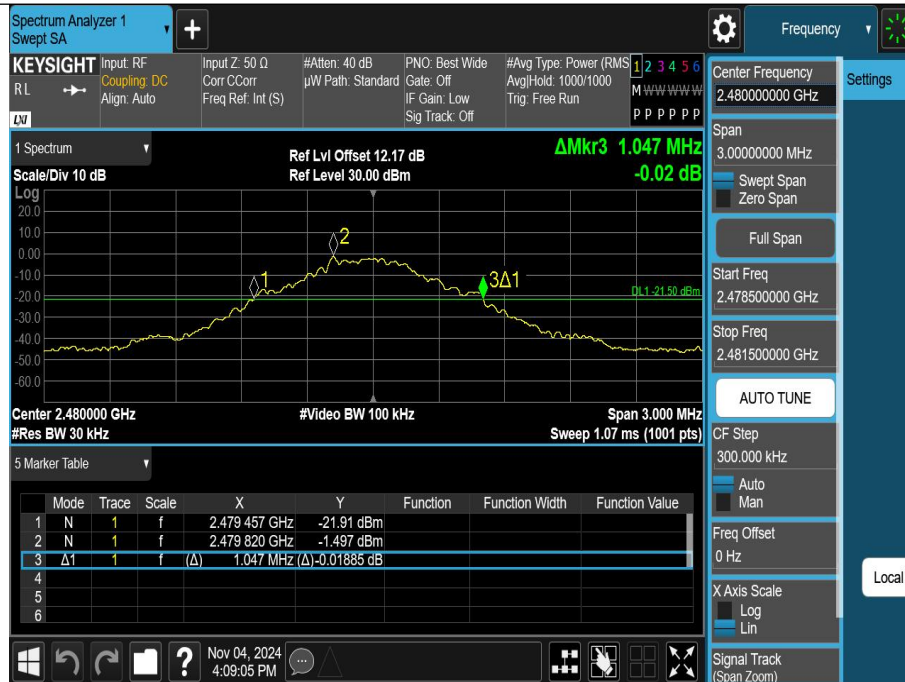 Spectrum Analyzer 1
Swept SA
Frequency
KEYSIGHT
RL
LXI
Input: RF
Coupling: DC
Align: Auto
Input Z: 50 Ω
Corr CCorr
Freq Ref: Int (S)
#Atten: 40 dB
µW Path: Standard
PNO: Best Wide
Gate: Off
IF Gain: Low
Sig Track: Off
#Avg Type: Power (RMS
Avg|Hold: 1000/1000
Trig: Free Run
1 2 3 4 5 6
M W W W W W
P P P P P P
1 Spectrum
Scale/Div 10 dB
Ref Lvl Offset 12.17 dB
Ref Level 30.00 dBm
ΔMkr3 1.047 MHz
-0.02 dB
Log
20.0
10.0
0.00
-10.0
-20.0
-30.0
-40.0
-50.0
-60.0
1
2
3Δ1
DL1 -21.50 dBm
Center 2.480000 GHz
#Res BW 30 kHz
#Video BW 100 kHz
Span 3.000 MHz
Sweep 1.07 ms (1001 pts)
5 Marker Table
Mode Trace Scale X Y Function Function Width Function Value
1 N 1 f 2.479 457 GHz -21.91 dBm
2 N 1 f 2.479 820 GHz -1.497 dBm
3 Δ1 1 f (Δ) 1.047 MHz (Δ) -0.01885 dB
4
5
6
?
Nov 04, 2024
4:09:05 PM
Center Frequency
2.480000000 GHz
Span
3.00000000 MHz
Swept Span
Zero Span
Full Span
Start Freq
2.478500000 GHz
Stop Freq
2.481500000 GHz
AUTO TUNE
CF Step
300.000 kHz
Auto
Man
Freq Offset
0 Hz
X Axis Scale
Log
Lin
Signal Track
(Span Zoom)
Settings
Local